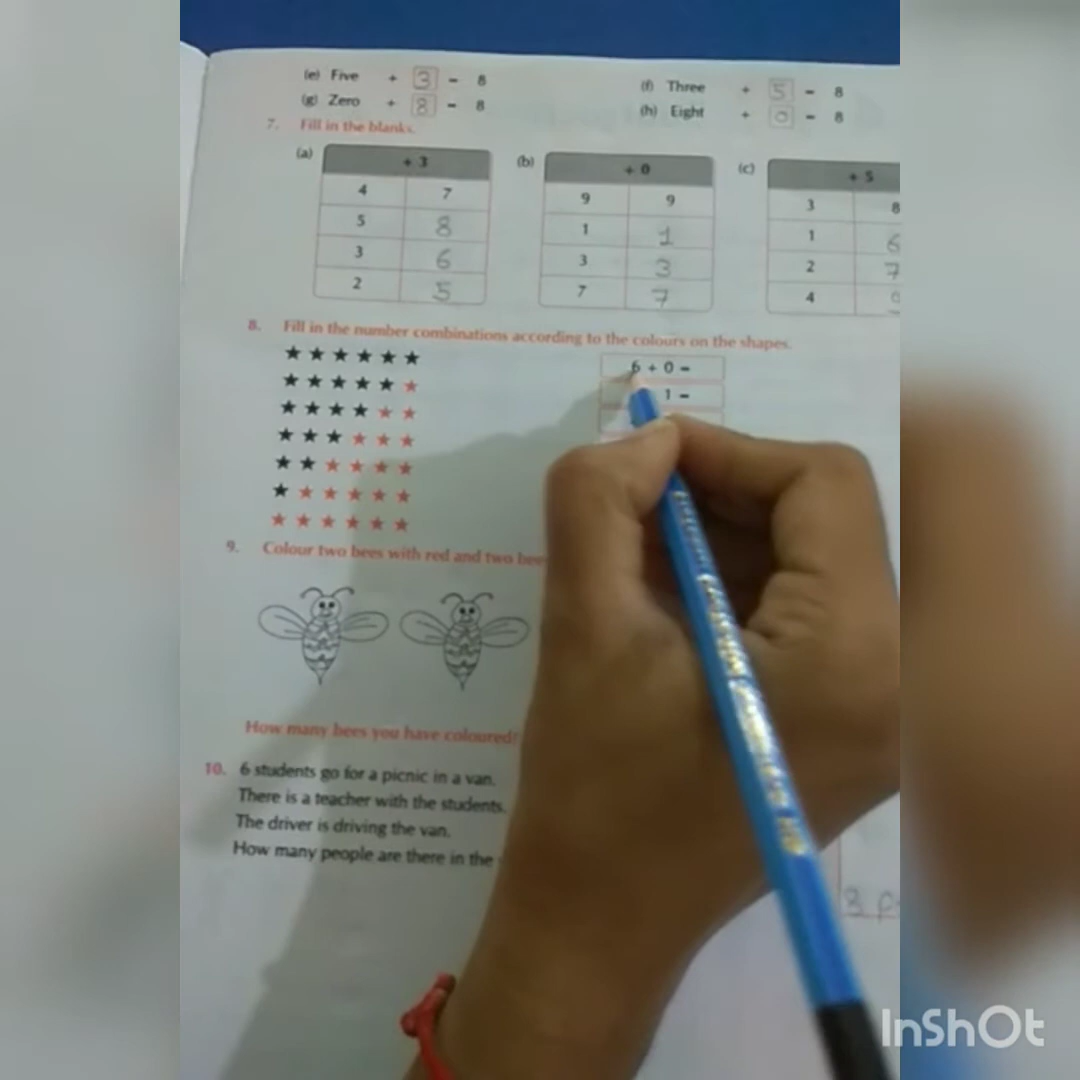 (e) Five + 3 = 8
(f) Three + 5 = 8
(g) Zero + 8 = 8
(h) Eight + 0 = 8
7. Fill in the blanks.
(a) + 3
4 7
5 8
3 6
2 5
(b) + 0
9 9
1 1
3 3
7 7
(c) + 5
3 8
1 6
2 7
4
8. Fill in the number combinations according to the colours on the shapes.
6 + 0 =
1 =
9. Colour two bees with red and two
How many bees you have coloured?
10. 6 students go for a picnic in a van.
There is a teacher with the students.
The driver is driving the van.
How many people are there in the
8
InShOt